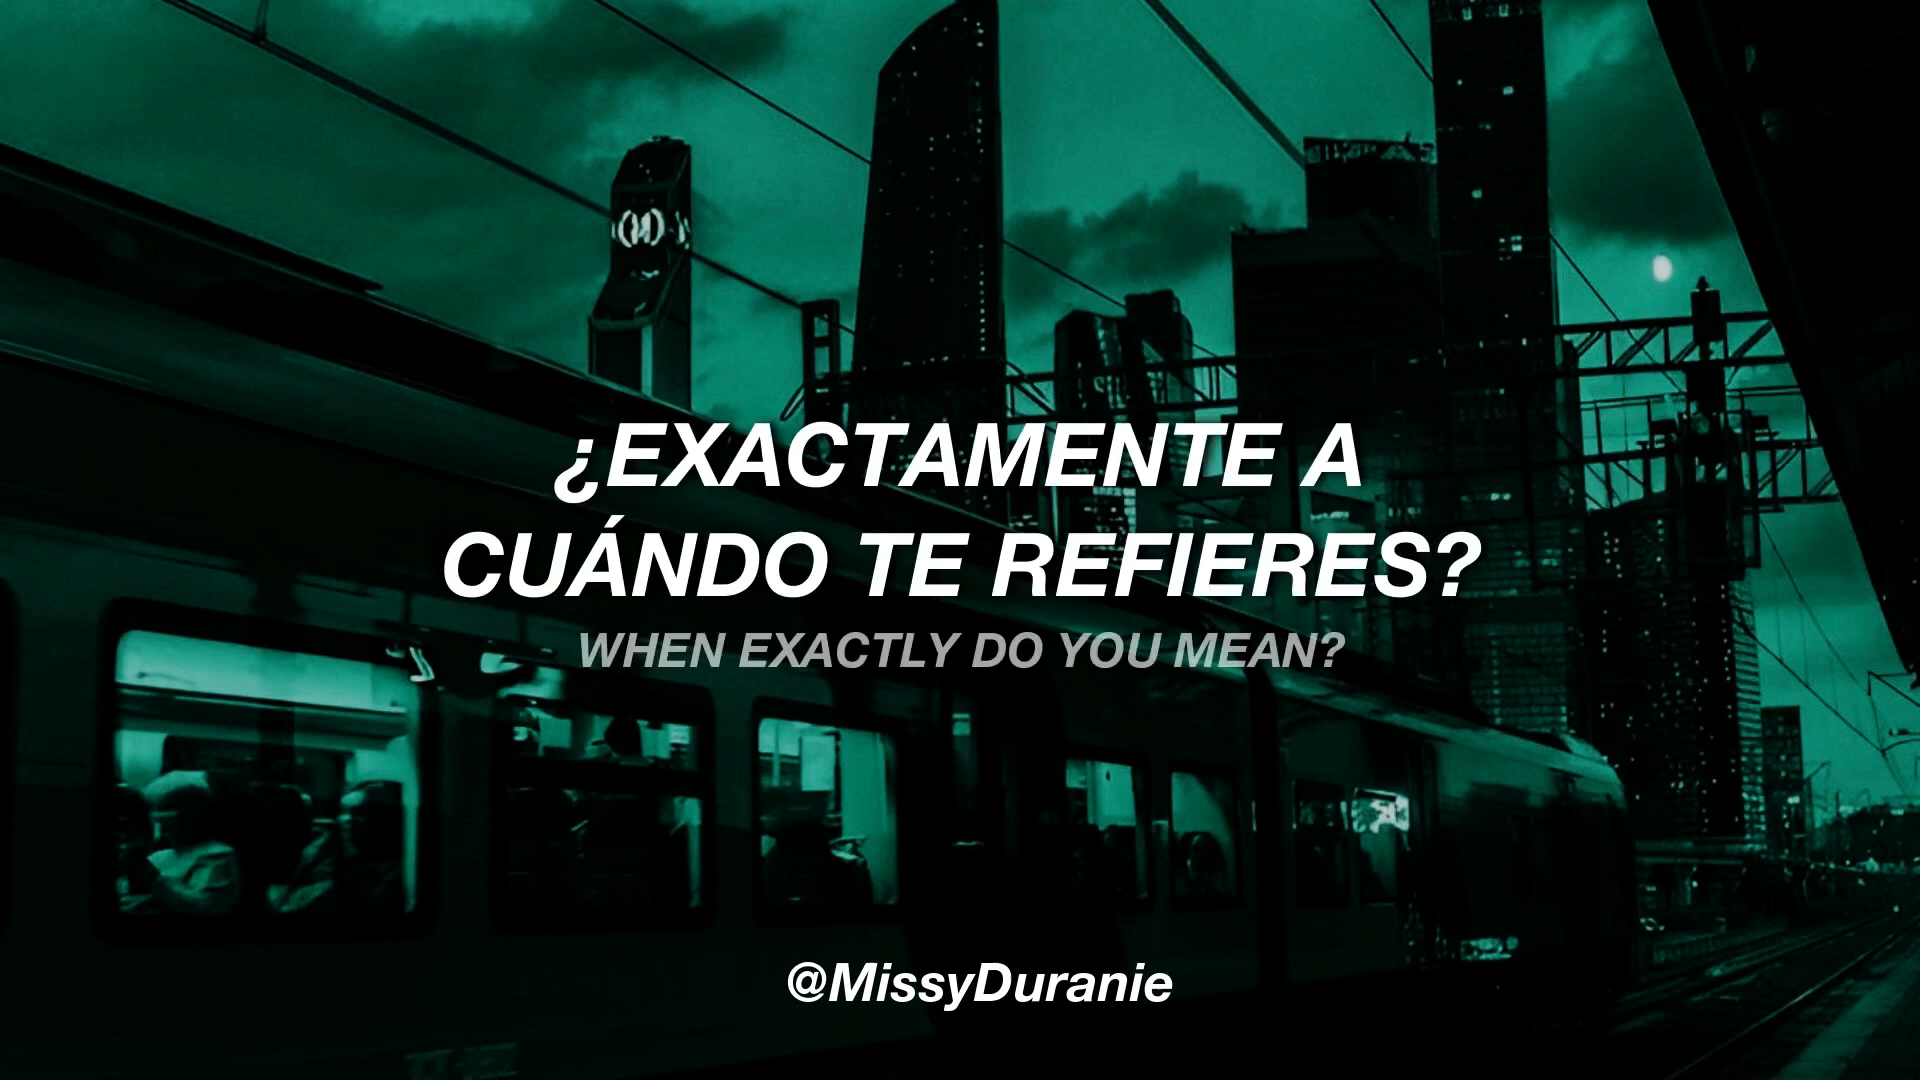 ¿EXACTAMENTE A
CUÁNDO TE REFIERES?
WHEN EXACTLY DO YOU MEAN?
@MissyDuranie